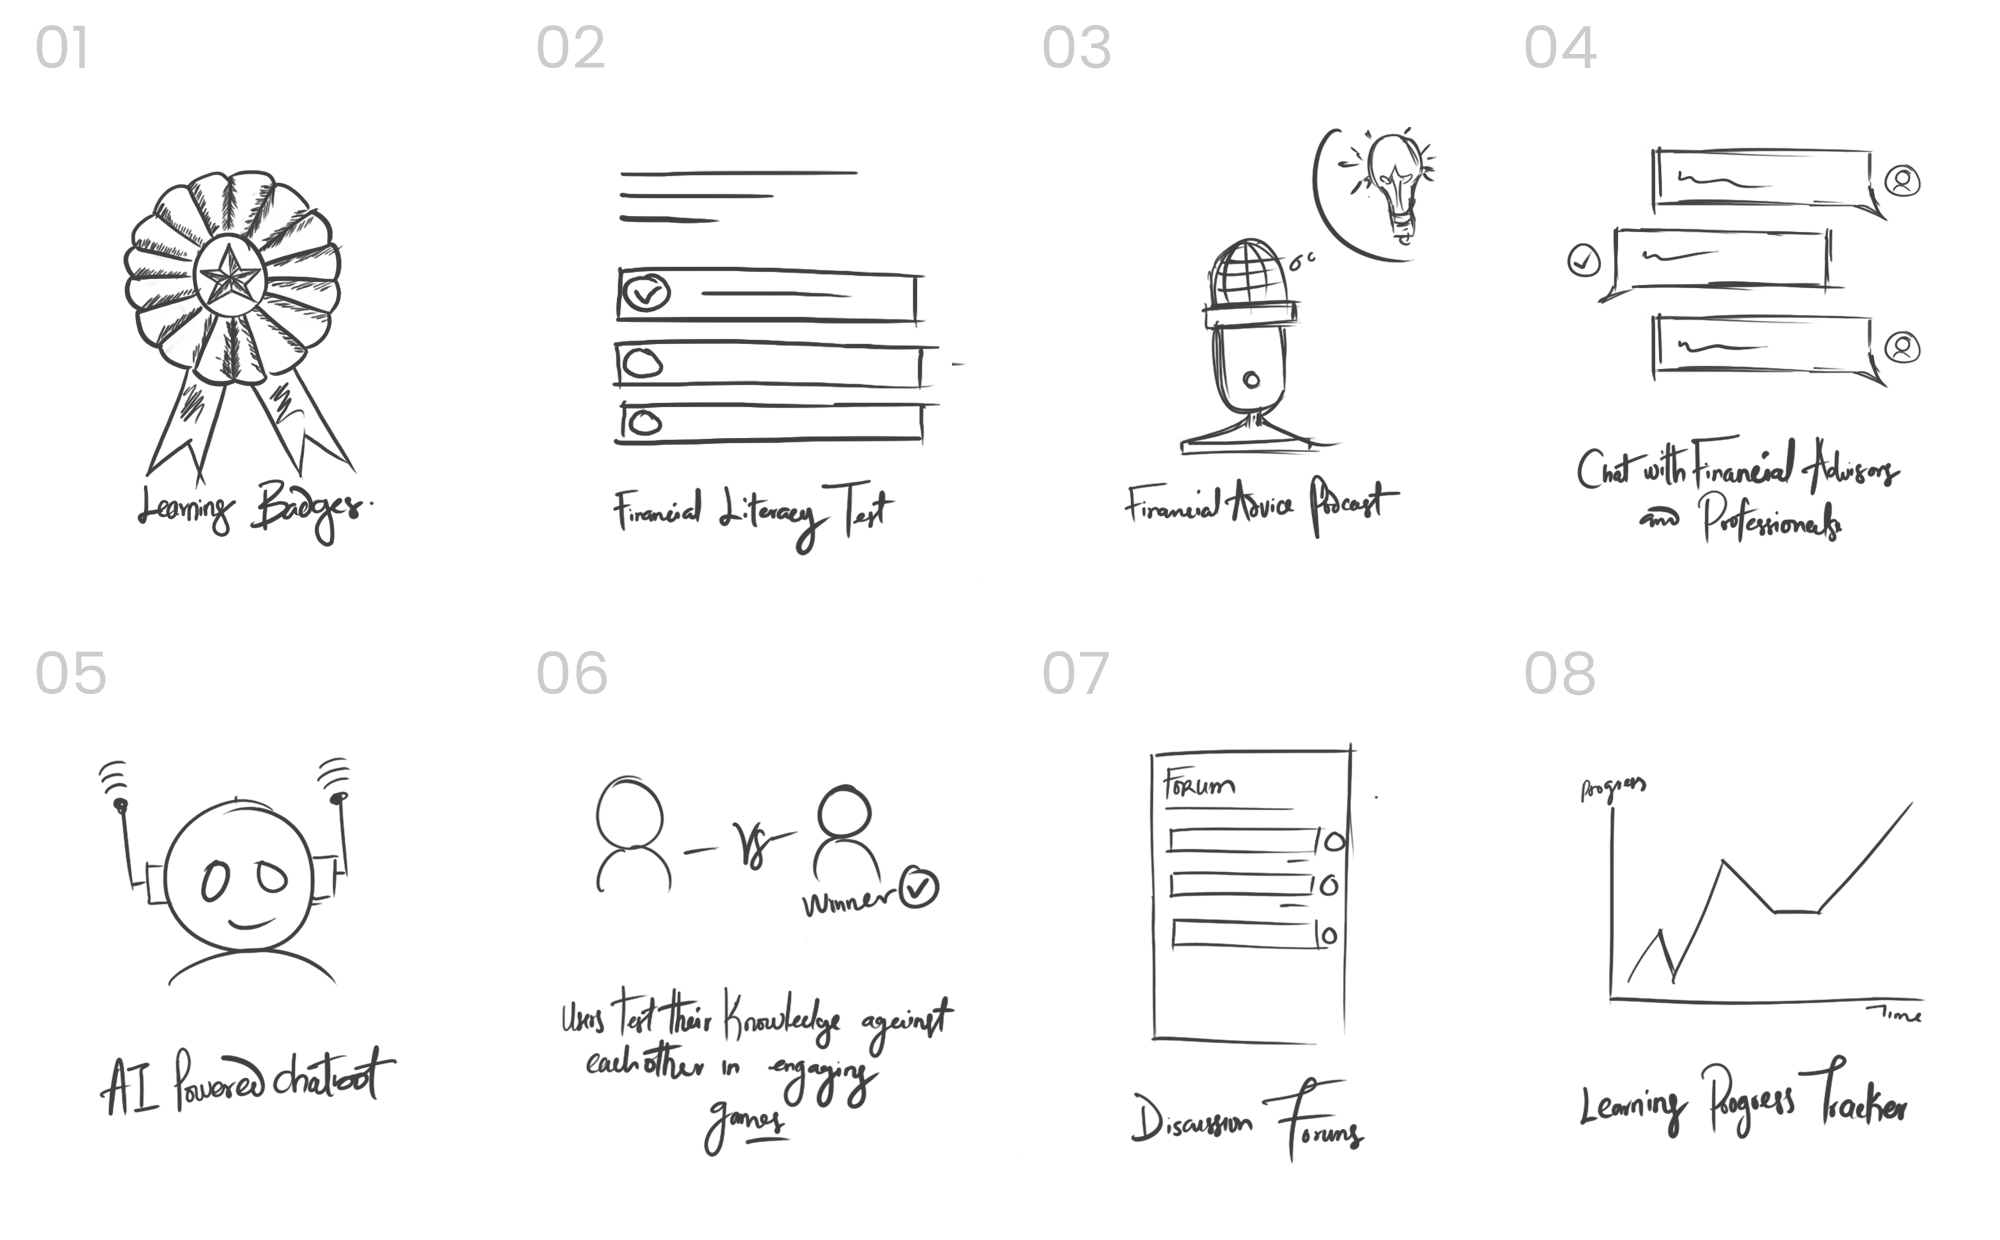 01
02
03
04
Learning Badges.
Financial Literacy Test
Financial Advice Podcast
Chat with Financial Advisors
and Professionals
05
06
07
08
Vs
Winner
Forum
Progress
Time
AI Powered chatbot
Users Test their Knowledge against
each other in engaging
games
Discussion Forums
Learning Progress Tracker